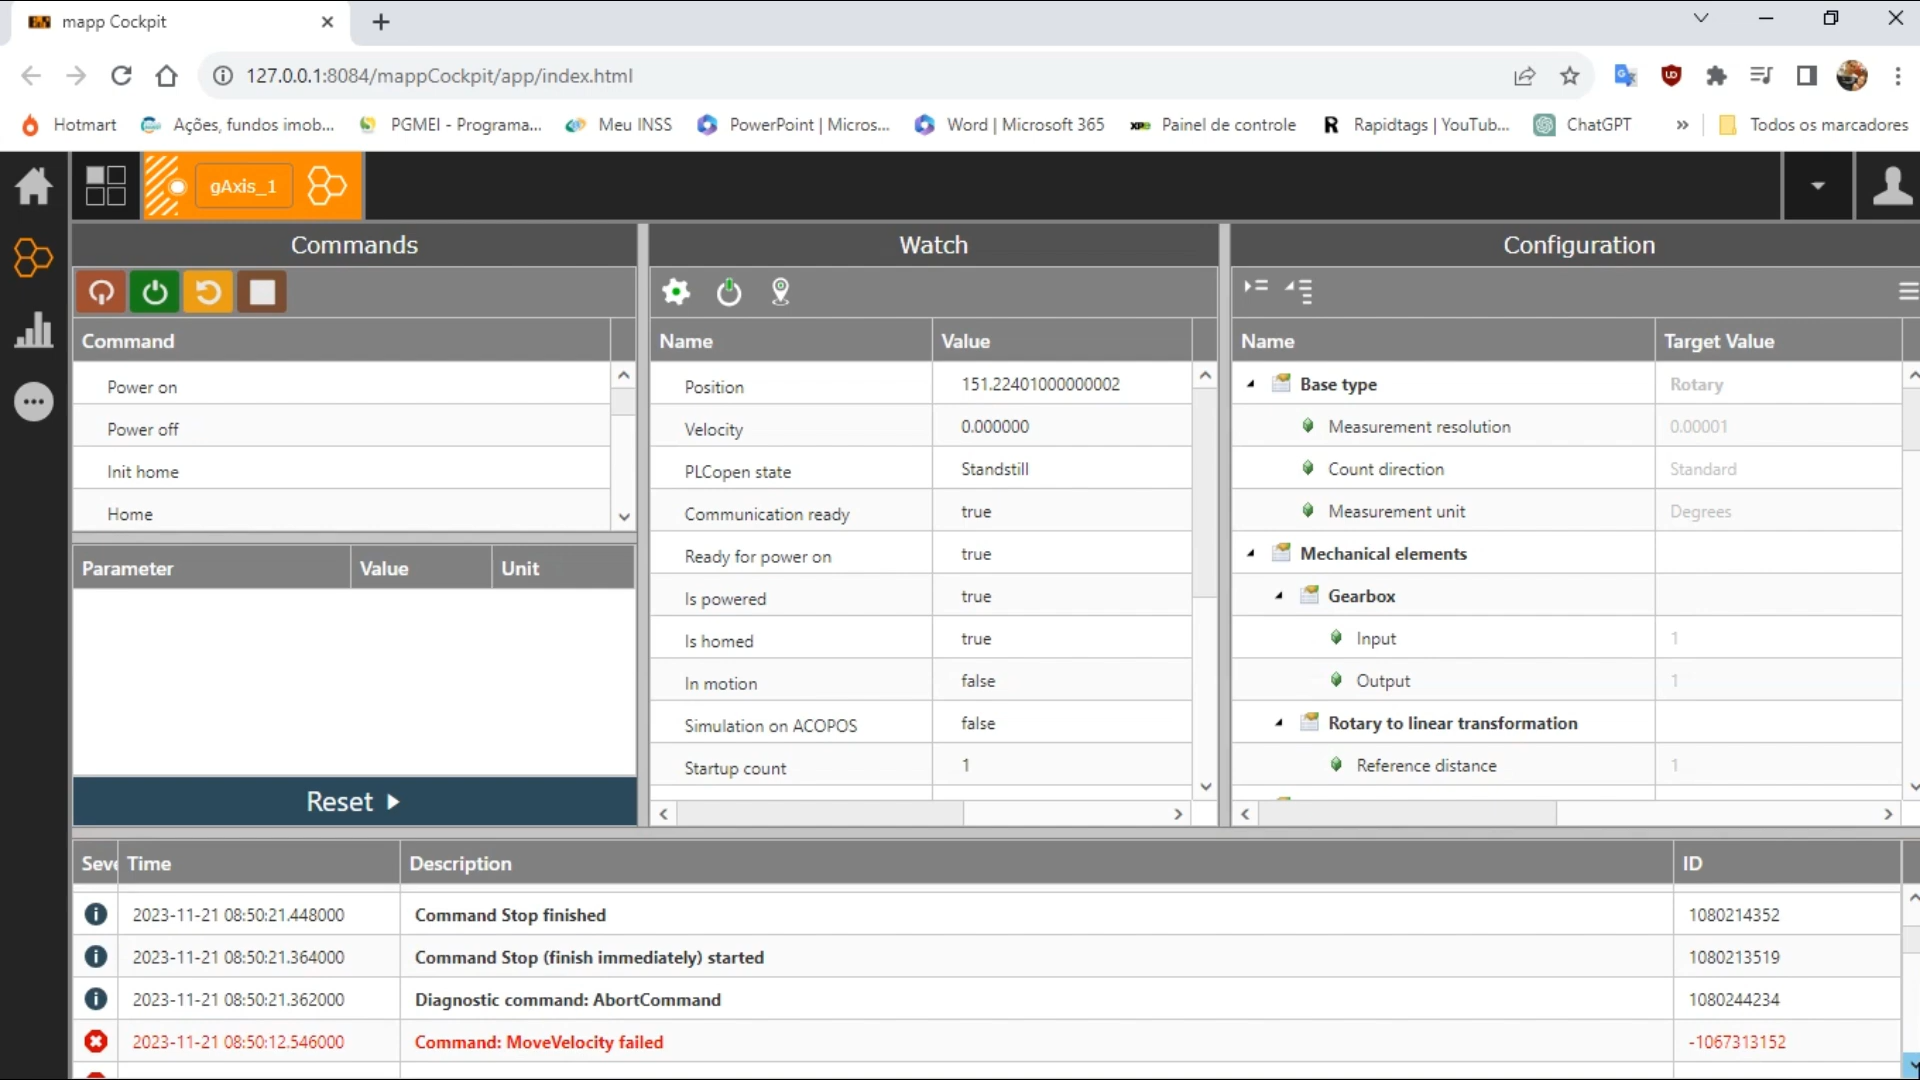 mapp Cockpit
127.0.0.1:8084/mappCockpit/app/index.html
Hotmart Ações, fundos imob... PGMEI - Programa... Meu INSS PowerPoint | Micros... Word | Microsoft 365 Painel de controle Rapidtags | YouTub... ChatGPT » Todos os marcadores
gAxis_1
Commands
Command
Power on
Power off
Init home
Home
Parameter Value Unit
Reset
Watch
Name Value
Position 151.22401000000002
Velocity 0.000000
PLCopen state Standstill
Communication ready true
Ready for power on true
Is powered true
Is homed true
In motion false
Simulation on ACOPOS false
Startup count 1
Configuration
Name Target Value
Base type Rotary
Measurement resolution 0.00001
Count direction Standard
Measurement unit Degrees
Mechanical elements
Gearbox
Input 1
Output 1
Rotary to linear transformation
Reference distance 1
Seve Time Description ID
2023-11-21 08:50:21.448000 Command Stop finished 1080214352
2023-11-21 08:50:21.364000 Command Stop (finish immediately) started 1080213519
2023-11-21 08:50:21.362000 Diagnostic command: AbortCommand 1080244234
2023-11-21 08:50:12.546000 Command: MoveVelocity failed -1067313152